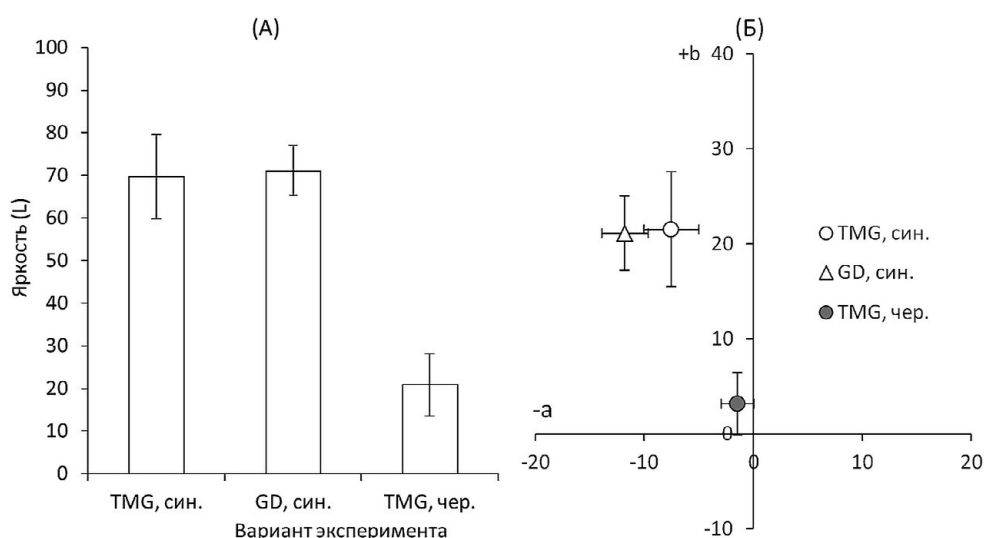 (А)
100
90
80
70
60
50
40
30
20
10
0
Яркость (L)
TMG, син.
GD, син.
TMG, чер.
Вариант эксперимента
(Б)
+b
40
30
20
10
0
-10
-a
-20
-10
0
10
20
TMG, син.
GD, син.
TMG, чер.